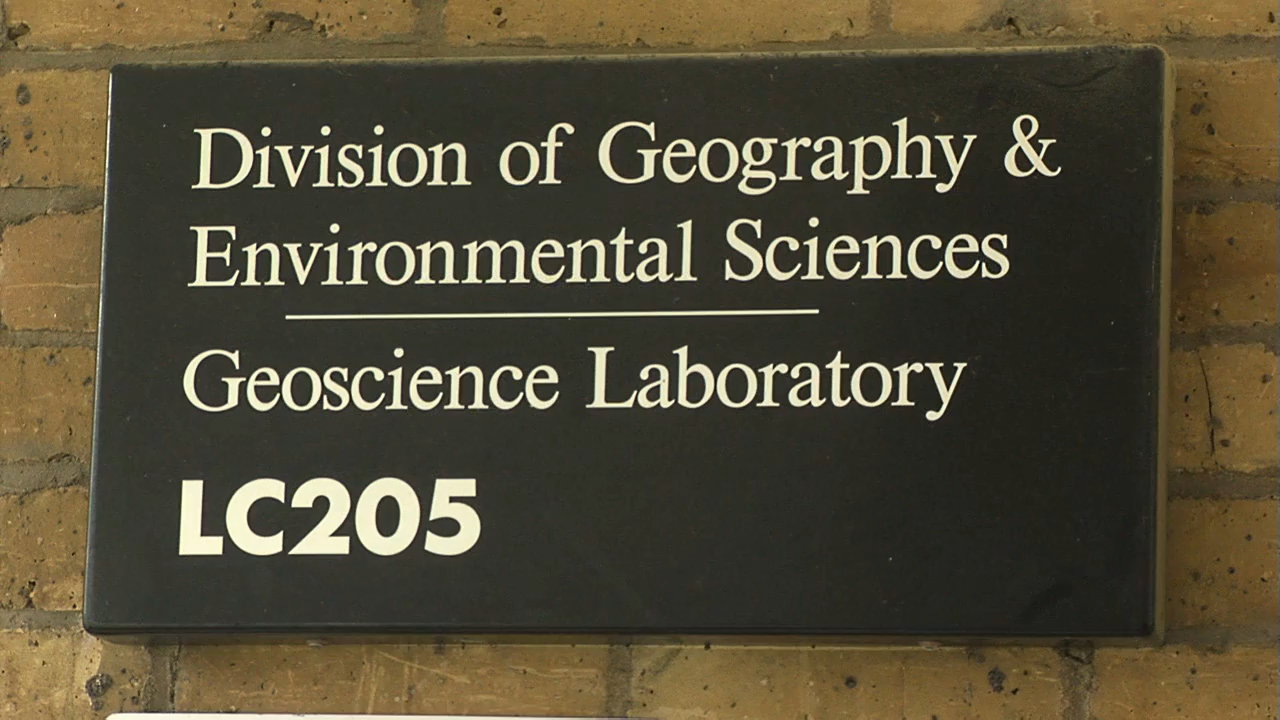 Division of Geography &
Environmental Sciences
Geoscience Laboratory
LC205